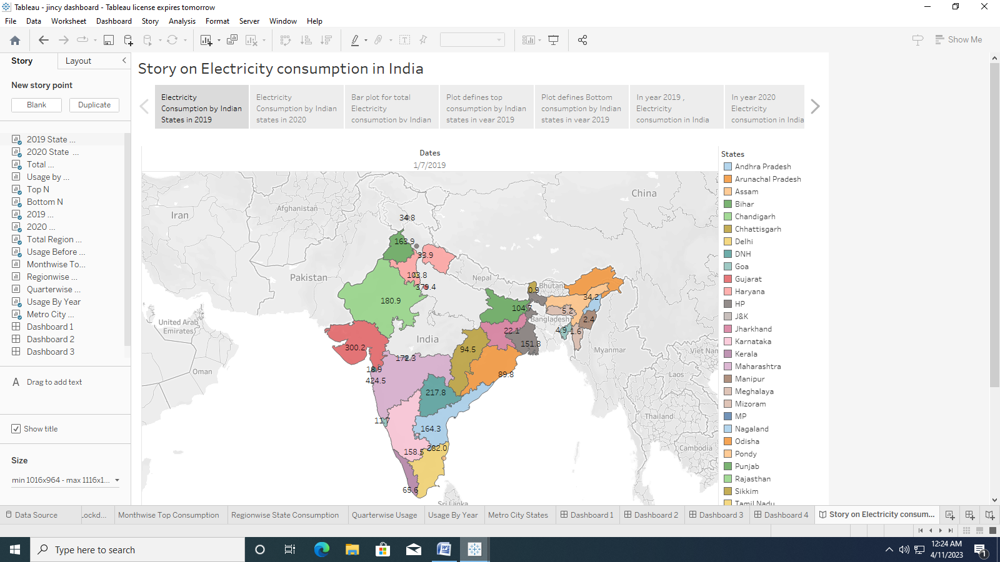 Tableau - jincy dashboard - Tableau license expires tomorrow
File Data Worksheet Dashboard Story Analysis Format Server Window Help
Show Me
Story Layout
New story point
Blank Duplicate
2019 State ...
2020 State ...
Total ...
Usage by ...
Top N
Bottom N
2019 ...
2020 ...
Total Region ...
Usage Before ...
Monthwise To...
Regionwise ...
Quarterwise ...
Usage By Year
Metro City ...
Dashboard 1
Dashboard 2
Dashboard 3
A Drag to add text
Show title
Size
min 1016x964 - max 1116x1...
Story on Electricity consumption in India
Electricity
Consumption by Indian
States in 2019
Electricity
Consumption by Indian
states in 2020
Bar plot for total
Electricity
consumption by Indian
Plot defines top
consumption by Indian
states in year 2019
Plot defines Bottom
consumption by Indian
states in year 2019
In year 2019 ,
Electricity
consumption in India
In year 2020
Electricity
consumption in India
Dates
1/7/2019
China
Afghanistan
Iran
34.8
163.9
33.9
Pakistan
103.8
Nepal
379.4
Bhutan
0.9
34.2
180.9
104.7
5.2
Bangladesh
2.4
United Arab
Emirates
22.1
4.9
1.6
India
151.8
300.2
94.5
Myanmar
Viet Nam
172.3
18.9
Oman
Laos
424.5
89.8
217.8
11.7
Thailand
164.3
158.5
282.0
Cambodia
65.6
Sri Lanka
States
Andhra Pradesh
Arunachal Pradesh
Assam
Bihar
Chandigarh
Chhattisgarh
Delhi
DNH
Goa
Gujarat
Haryana
HP
J&K
Jharkhand
Karnataka
Kerala
Maharashtra
Manipur
Meghalaya
Mizoram
MP
Nagaland
Odisha
Pondy
Punjab
Rajasthan
Sikkim
Tamil Nadu
Data Source Lockd... Monthwise Top Consumption Regionwise State Consumption Quarterwise Usage Usage By Year Metro City States Dashboard 1 Dashboard 2 Dashboard 3 Dashboard 4 Story on Electricity consum...
Type here to search
12:24 AM
4/11/2023
1